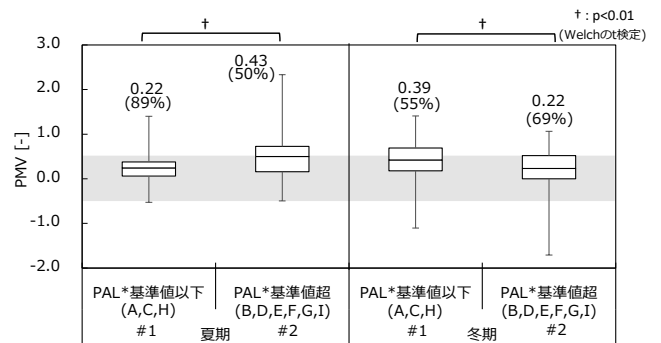 † : p<0.01
(Welchのt検定)
†
†
3.0
2.0
1.0
0.0
-1.0
-2.0
PMV [-]
0.22
(89%)
0.43
(50%)
0.39
(55%)
0.22
(69%)
PAL*基準値以下
(A,C,H)
#1
PAL*基準値超
(B,D,E,F,G,I)
#2
PAL*基準値以下
(A,C,H)
#1
PAL*基準値超
(B,D,E,F,G,I)
#2
夏期
冬期